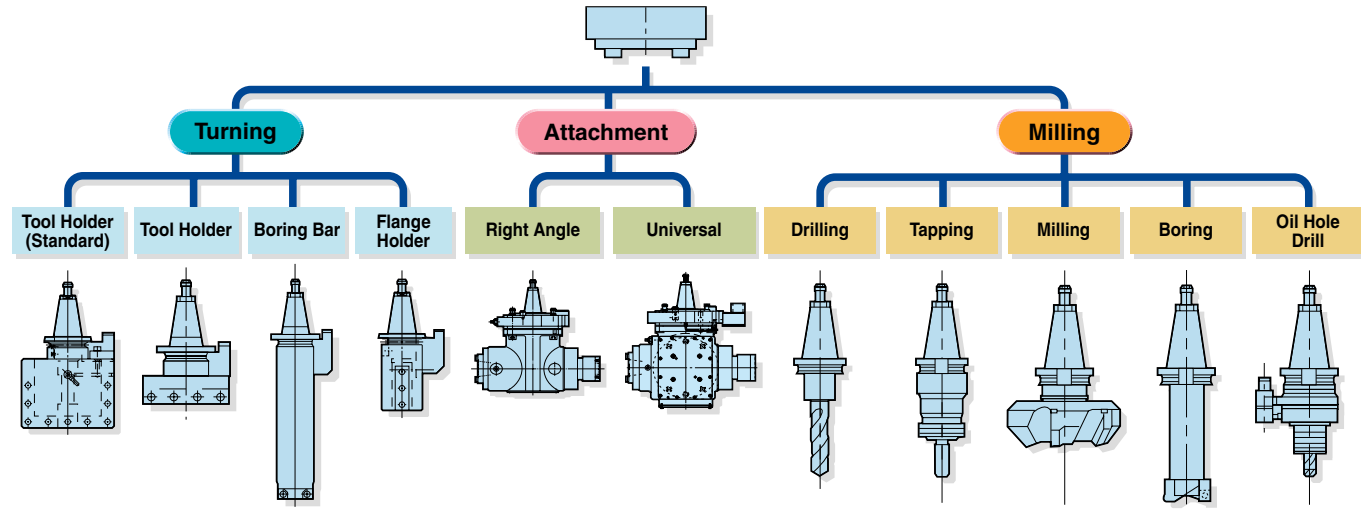 Turning
Attachment
Milling
Tool Holder
(Standard)
Tool Holder
Boring Bar
Flange
Holder
Right Angle
Universal
Drilling
Tapping
Milling
Boring
Oil Hole
Drill